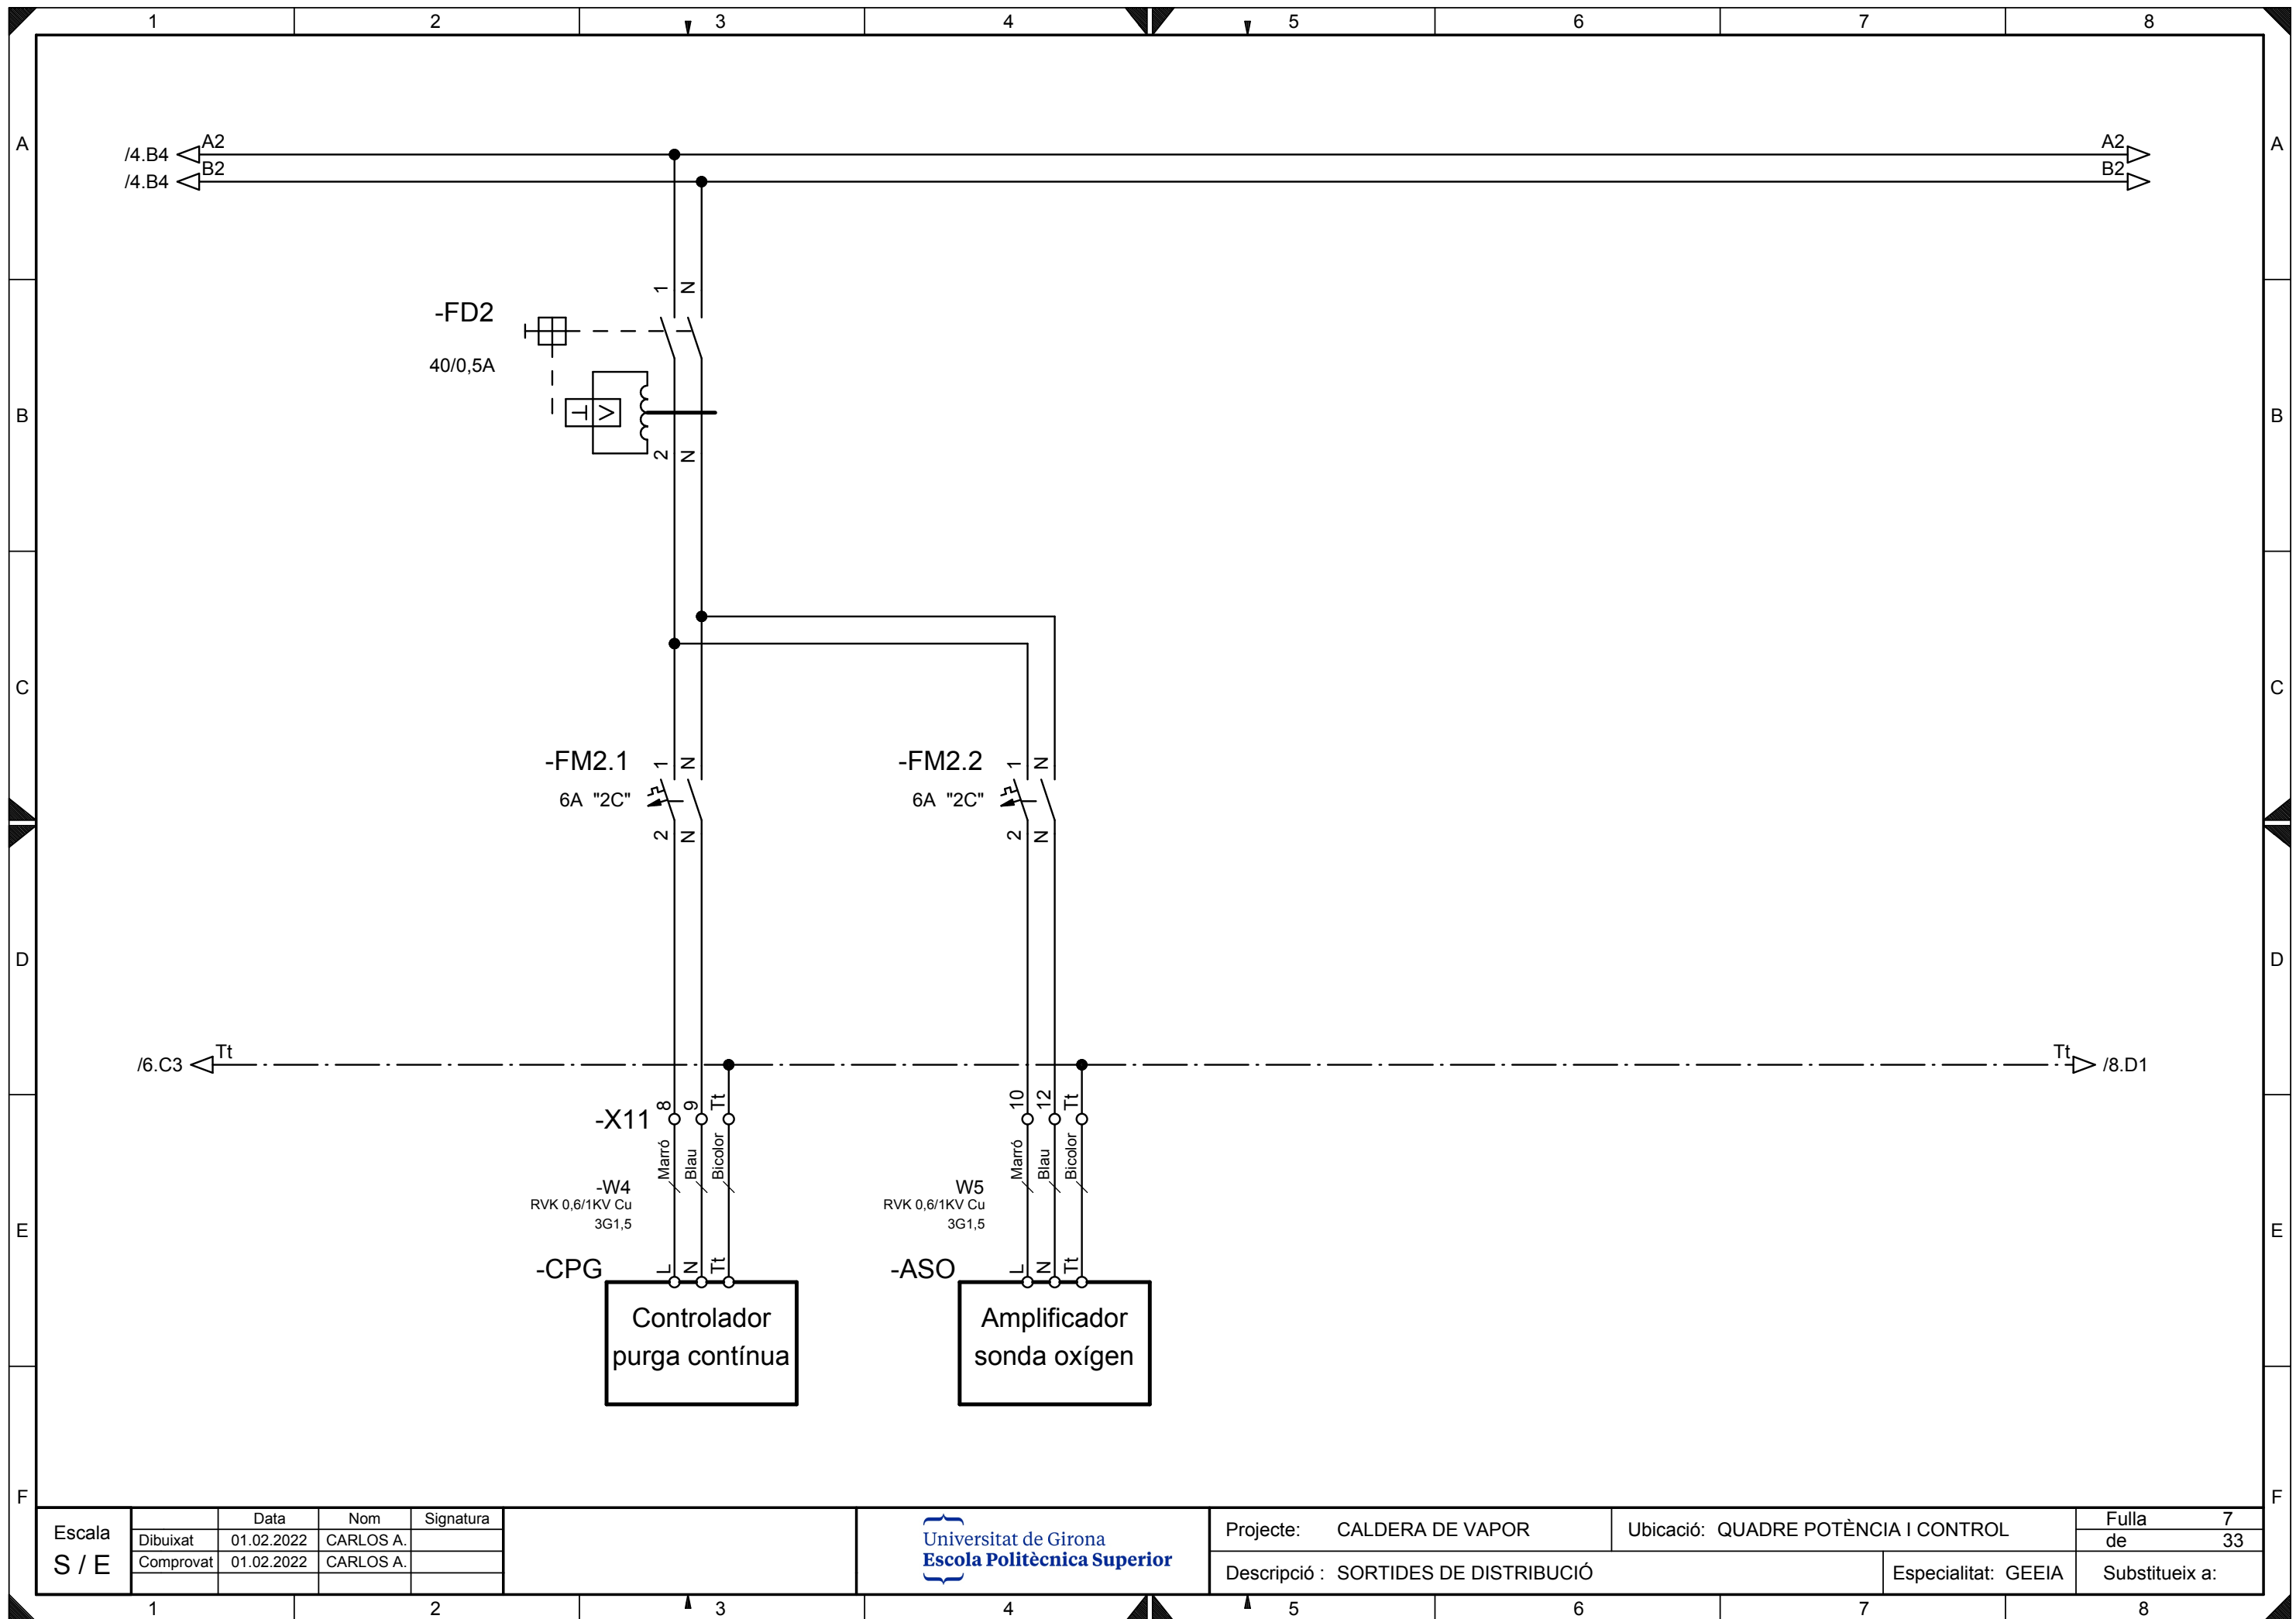 1 2 3 4 5 6 7 8
A A
/4.B4 A2 A2
/4.B4 B2 B2
1 N
-FD2
40/0,5A
B B
2 N
C C
-FM2.1 1 N -FM2.2 1 N
6A "2C" 6A "2C"
2 N 2 N
D D
/6.C3 Tt Tt /8.D1
-X11 8 9 Tt 10 12 Tt
Marró Blau Bicolor Marró Blau Bicolor
-W4 W5
RVK 0,6/1KV Cu RVK 0,6/1KV Cu
3G1,5 3G1,5
E E
-CPG L N Tt -ASO L N Tt
Controlador Amplificador
purga contínua sonda oxígen
F F
Escala
S / E
Data Nom Signatura
Dibuixat 01.02.2022 CARLOS A.
Comprovat 01.02.2022 CARLOS A.
Universitat de Girona
Escola Politècnica Superior
Projecte: CALDERA DE VAPOR Ubicació: QUADRE POTÈNCIA I CONTROL Fulla 7
de 33
Descripció : SORTIDES DE DISTRIBUCIÓ Especialitat: GEEIA Substitueix a:
1 2 3 4 5 6 7 8